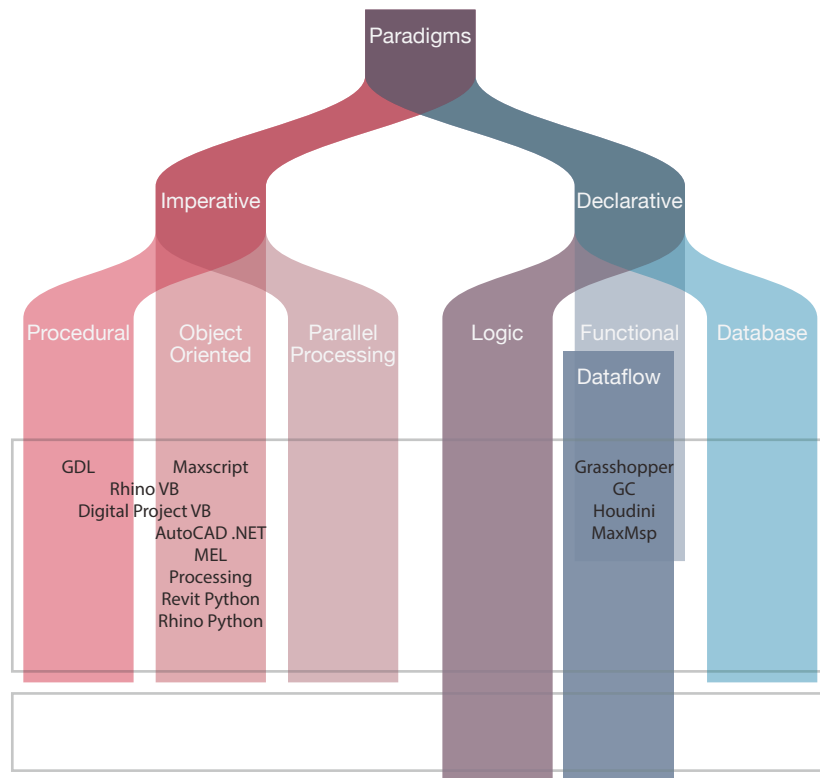 Paradigms
Imperative
Declarative
Procedural
Object
Oriented
Parallel
Processing
Logic
Functional
Database
Dataflow
GDL
Maxscript
Rhino VB
Digital Project VB
AutoCAD .NET
MEL
Processing
Revit Python
Rhino Python
Grasshopper
GC
Houdini
MaxMsp